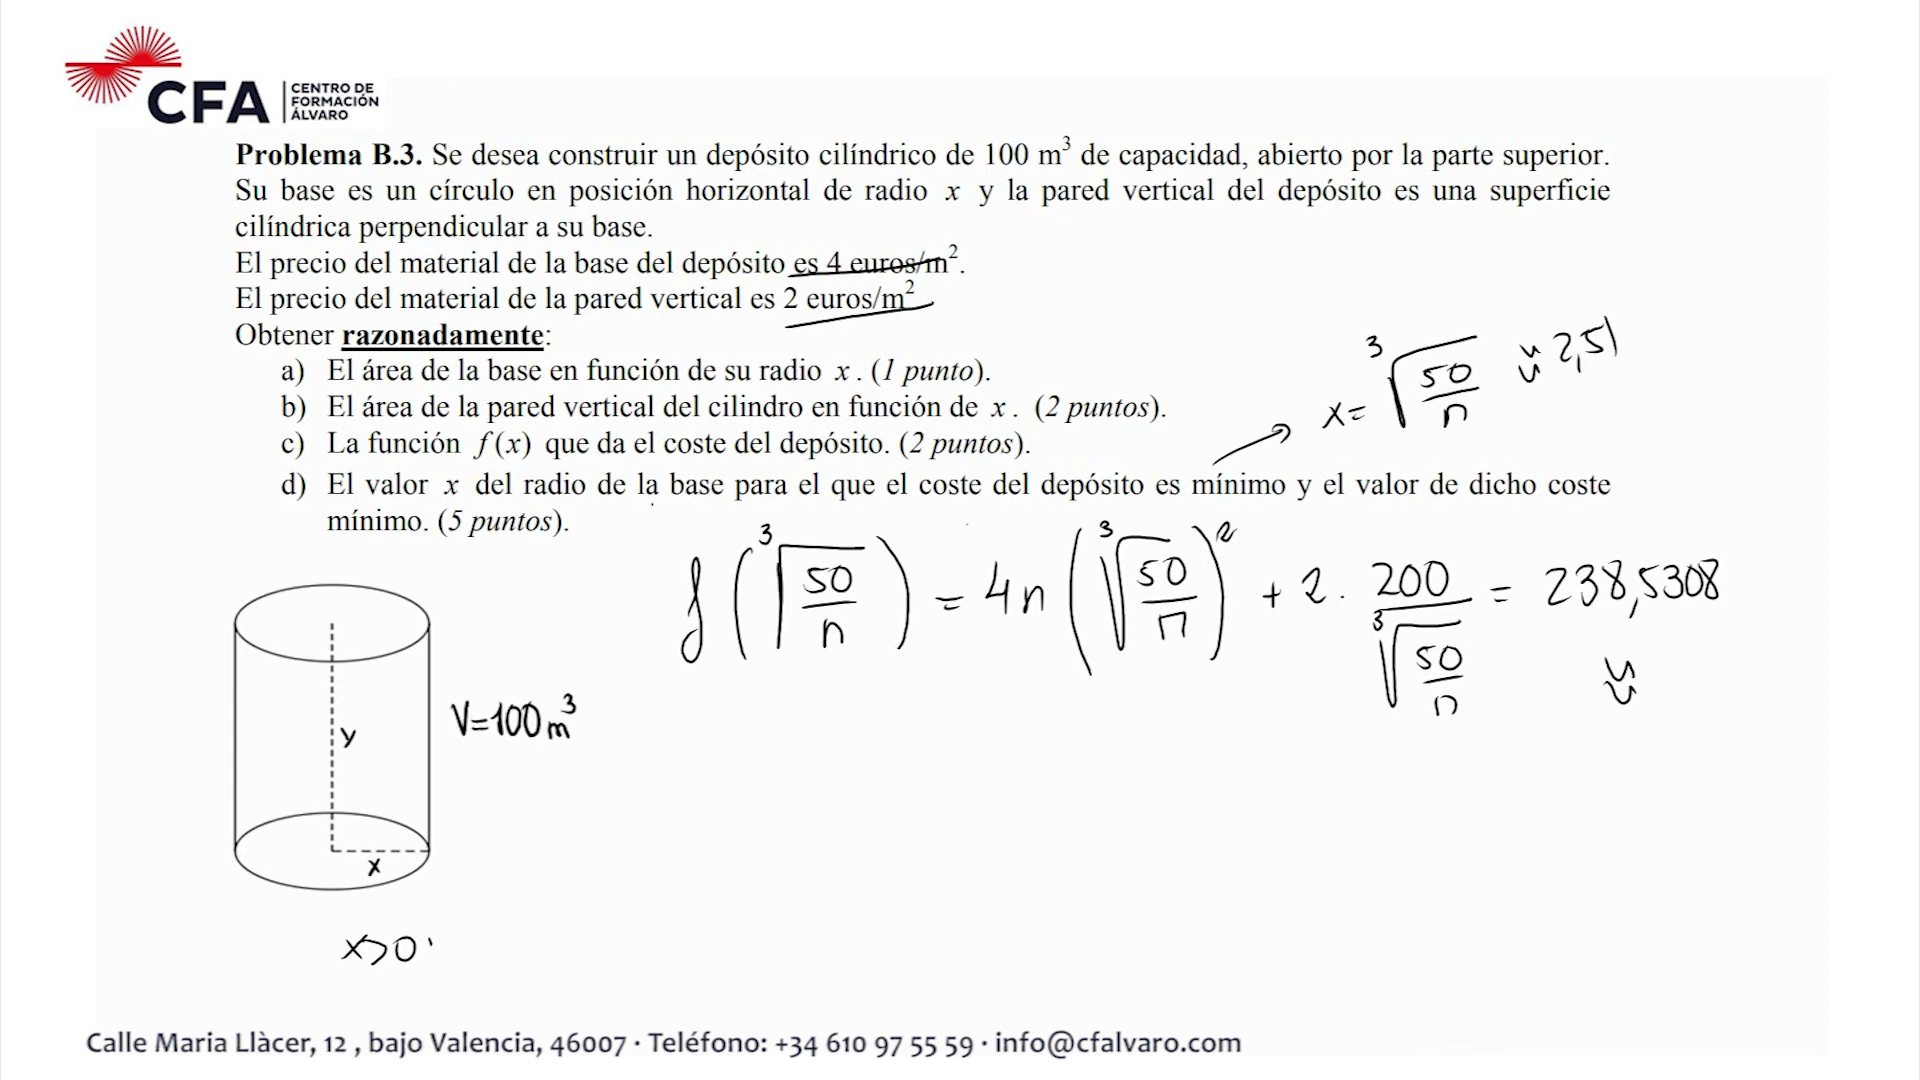 CFA
CENTRO DE
FORMACIÓN
ÁLVARO
Problema B.3. Se desea construir un depósito cilíndrico de 100 m³ de capacidad, abierto por la parte superior.
Su base es un círculo en posición horizontal de radio x y la pared vertical del depósito es una superficie
cilíndrica perpendicular a su base.
El precio del material de la base del depósito es 4 euros/m².
El precio del material de la pared vertical es 2 euros/m²
Obtener razonadamente:
a) El área de la base en función de su radio x. (1 punto).
b) El área de la pared vertical del cilindro en función de x. (2 puntos).
c) La función f(x) que da el coste del depósito. (2 puntos).
x = ∛(50/π) ≈ 2,51
d) El valor x del radio de la base para el que el coste del depósito es mínimo y el valor de dicho coste
mínimo. (5 puntos).
f(∛(50/π)) = 4π(∛(50/π))² + 2 · 200/∛(50/π) = 238,5308
≈
V=100 m³
y
x
x>0
Calle Maria Llàcer, 12 , bajo Valencia, 46007 · Teléfono: +34 610 97 55 59 · info@cfalvaro.com